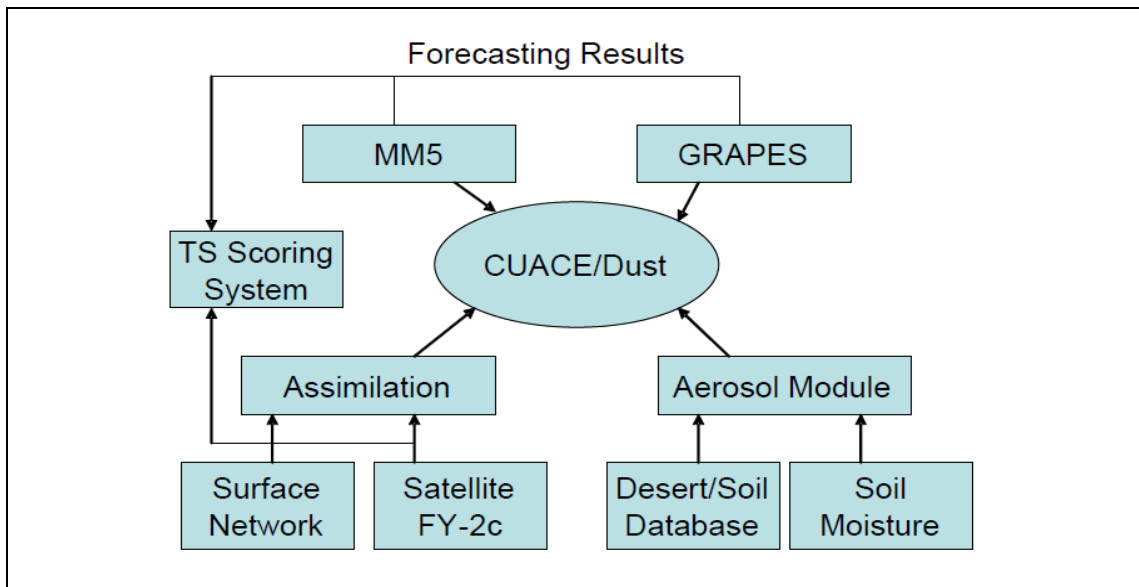 Forecasting Results
MM5
GRAPES
TS Scoring
System
CUACE/Dust
Assimilation
Aerosol Module
Surface
Network
Satellite
FY-2c
Desert/Soil
Database
Soil
Moisture